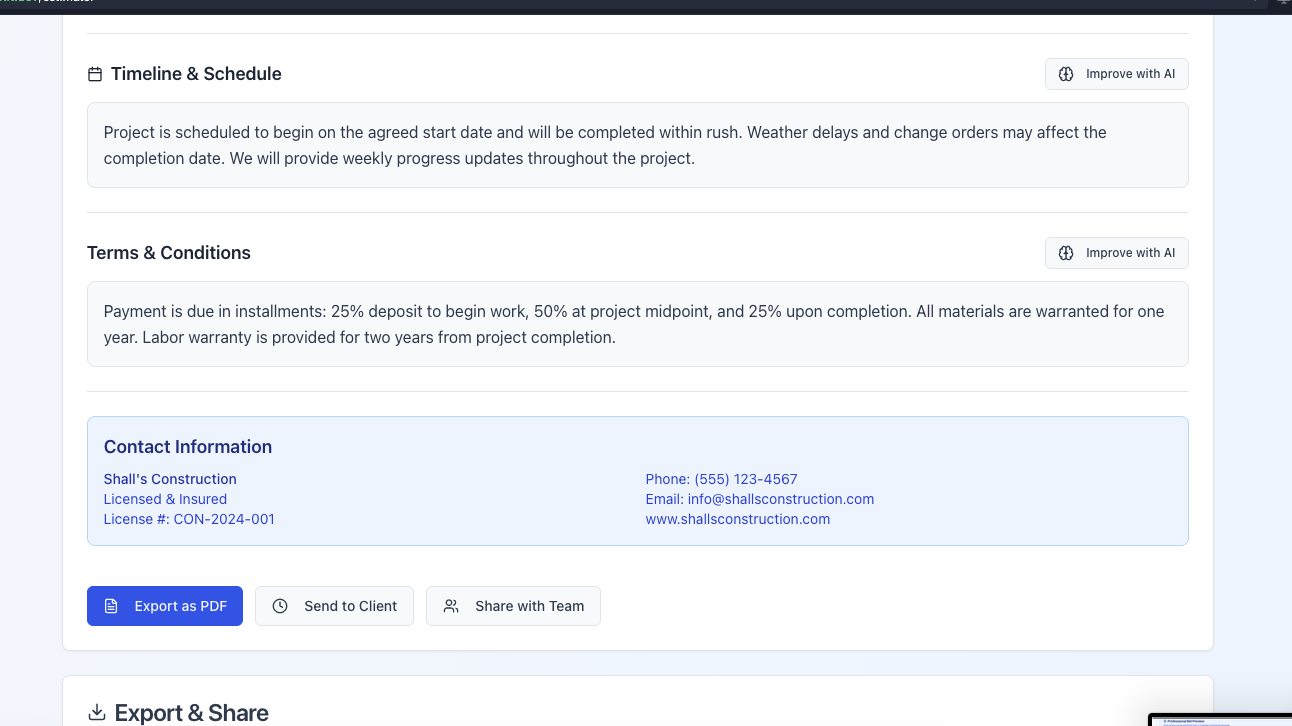 Timeline & Schedule
Improve with AI
Project is scheduled to begin on the agreed start date and will be completed within rush. Weather delays and change orders may affect the
completion date. We will provide weekly progress updates throughout the project.
Terms & Conditions
Improve with AI
Payment is due in installments: 25% deposit to begin work, 50% at project midpoint, and 25% upon completion. All materials are warranted for one
year. Labor warranty is provided for two years from project completion.
Contact Information
Shall's Construction
Licensed & Insured
License #: CON-2024-001
Phone: (555) 123-4567
Email: info@shallsconstruction.com
www.shallsconstruction.com
Export as PDF
Send to Client
Share with Team
Export & Share